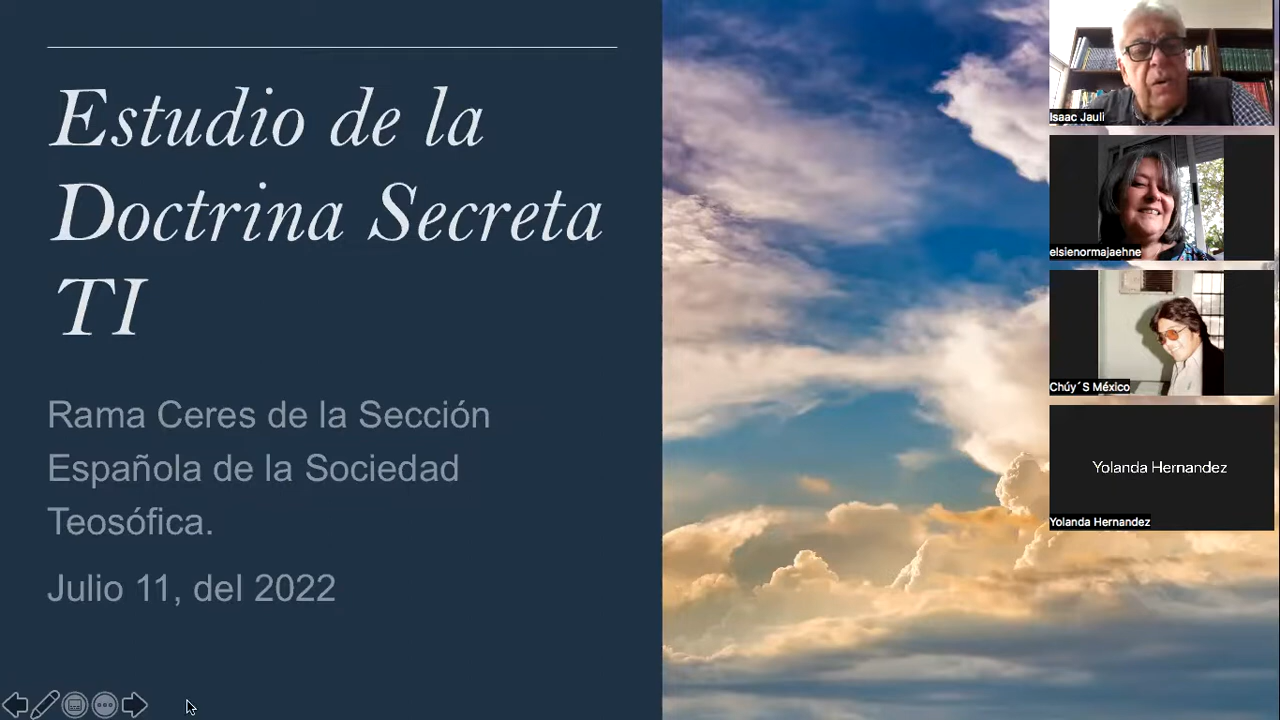 Estudio de la
Doctrina Secreta
TI
Rama Ceres de la Sección
Española de la Sociedad
Teosófica.
Julio 11, del 2022
Isaac Jauli
elsienormajaehne
Chúy´S México
Yolanda Hernandez
Yolanda Hernandez